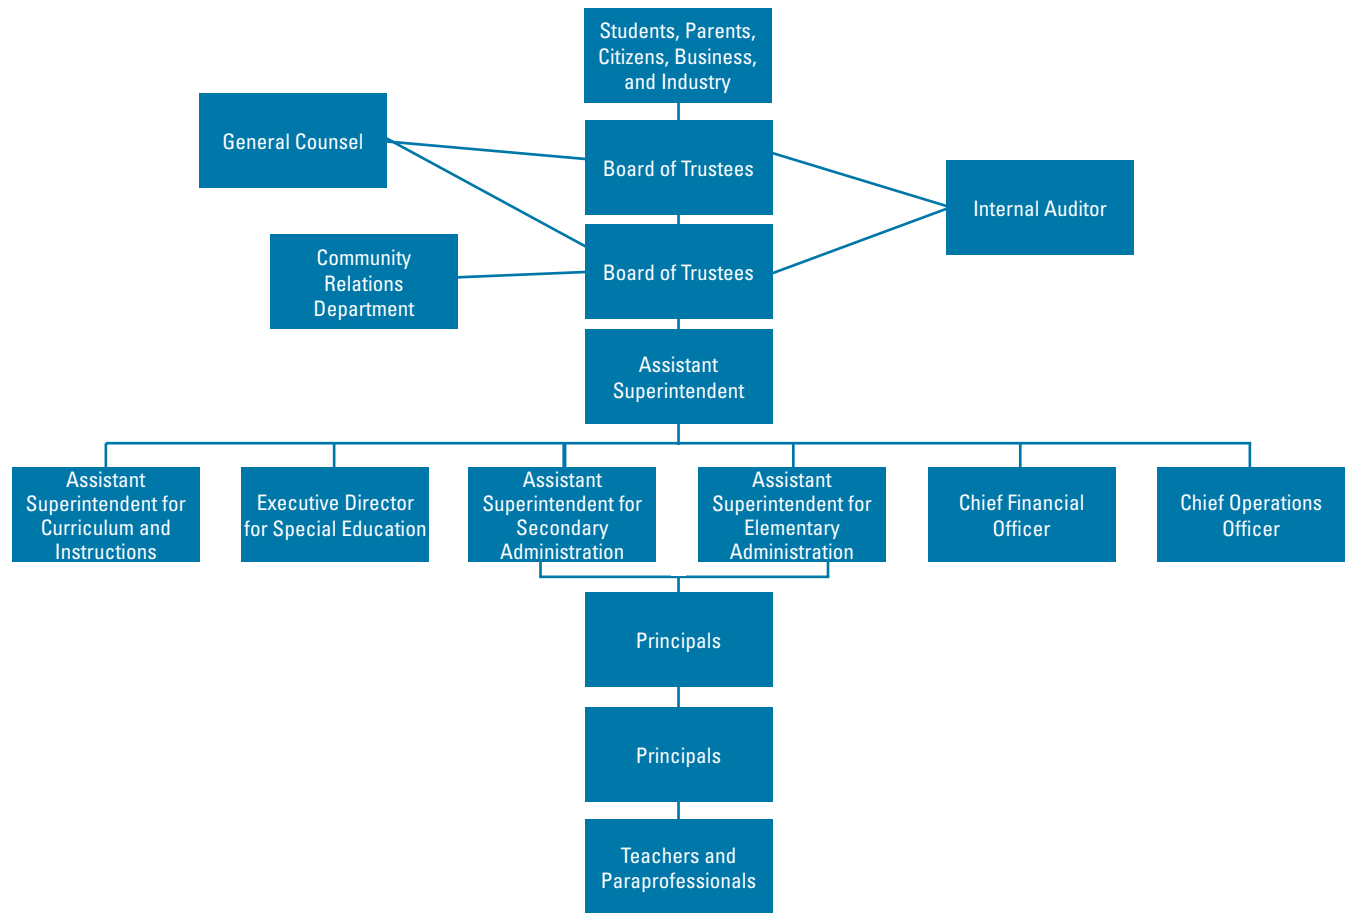 Students, Parents,
Citizens, Business,
and Industry
General Counsel
Board of Trustees
Internal Auditor
Community
Relations
Department
Board of Trustees
Assistant
Superintendent
Assistant
Superintendent for
Curriculum and
Instructions
Executive Director
for Special Education
Assistant
Superintendent for
Secondary
Administration
Assistant
Superintendent for
Elementary
Administration
Chief Financial
Officer
Chief Operations
Officer
Principals
Principals
Teachers and
Paraprofessionals